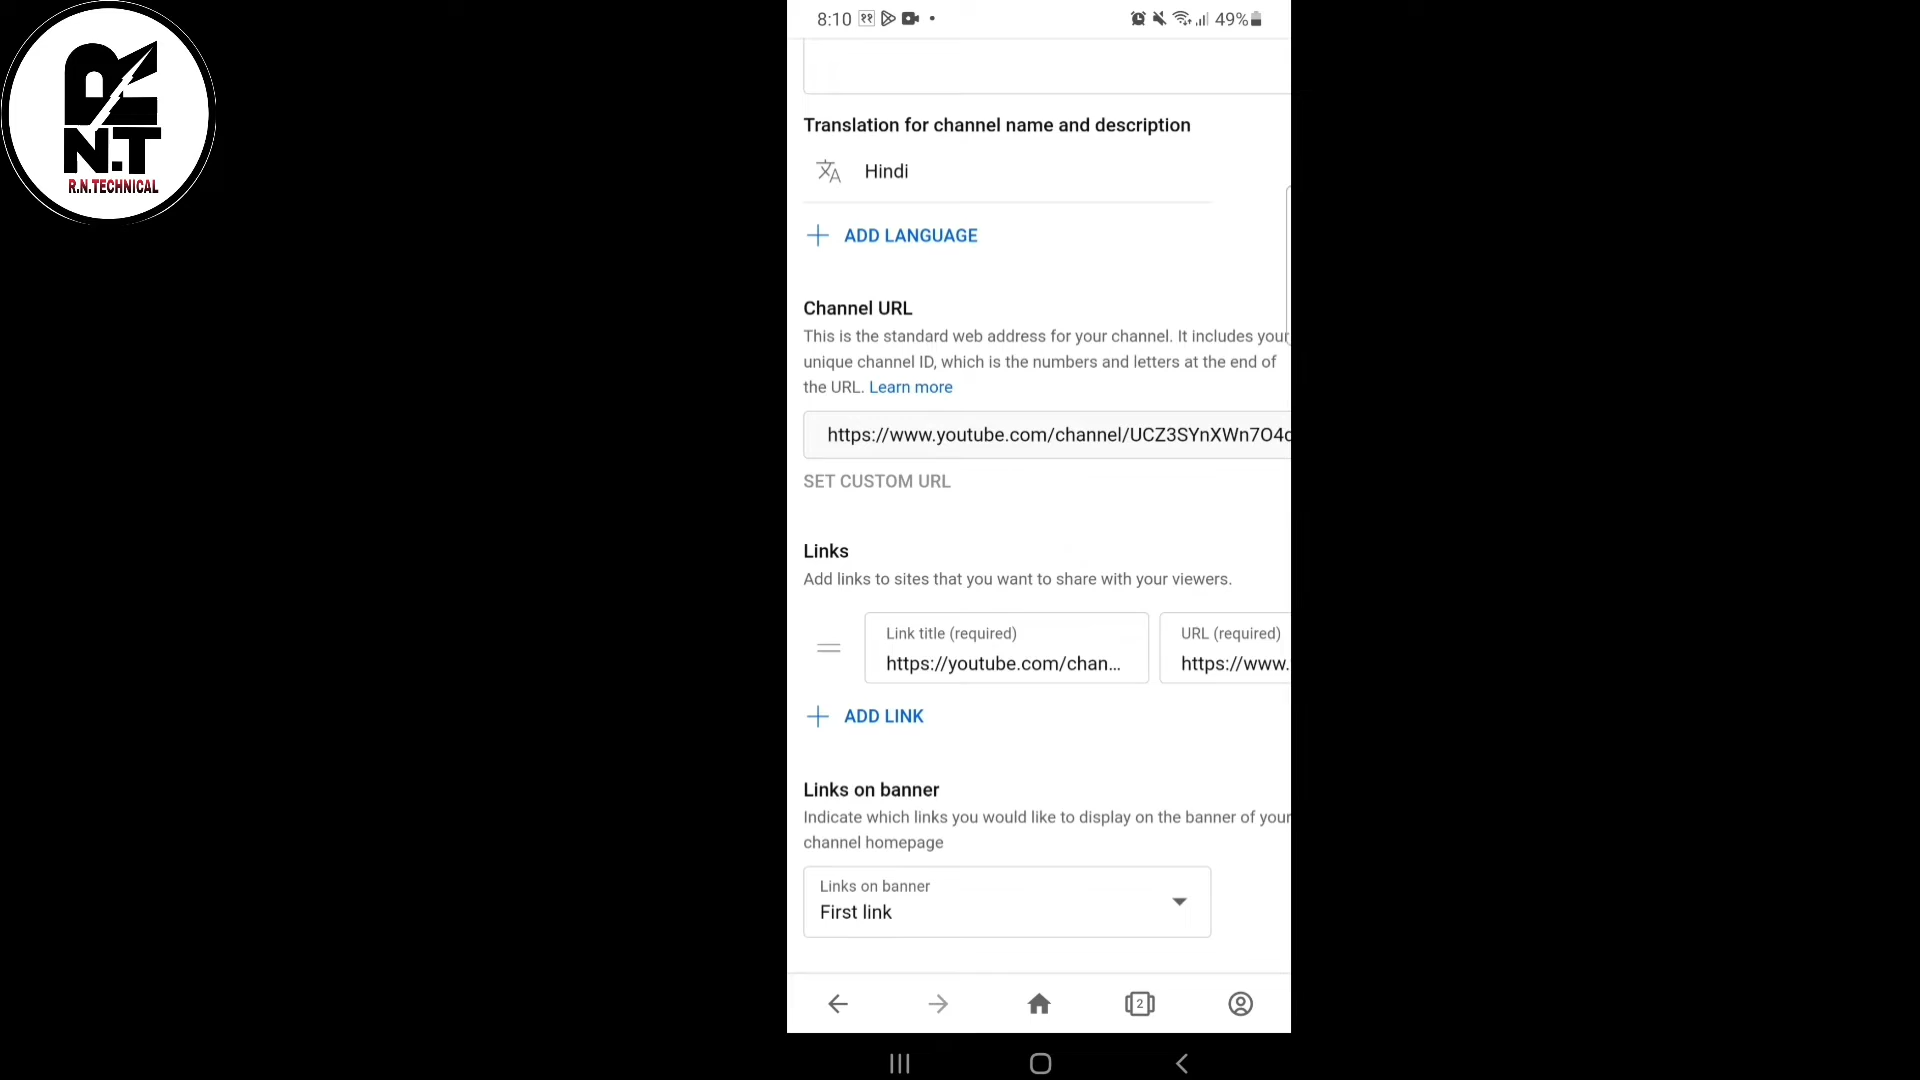 8:10 ११ 49%
N.T
R.N.TECHNICAL
Translation for channel name and description
Hindi
ADD LANGUAGE
Channel URL
This is the standard web address for your channel. It includes your
unique channel ID, which is the numbers and letters at the end of
the URL. Learn more
https://www.youtube.com/channel/UCZ3SYnXWn7O4c
SET CUSTOM URL
Links
Add links to sites that you want to share with your viewers.
Link title (required)
https://youtube.com/chan...
URL (required)
https://www.
ADD LINK
Links on banner
Indicate which links you would like to display on the banner of your
channel homepage
Links on banner
First link
2